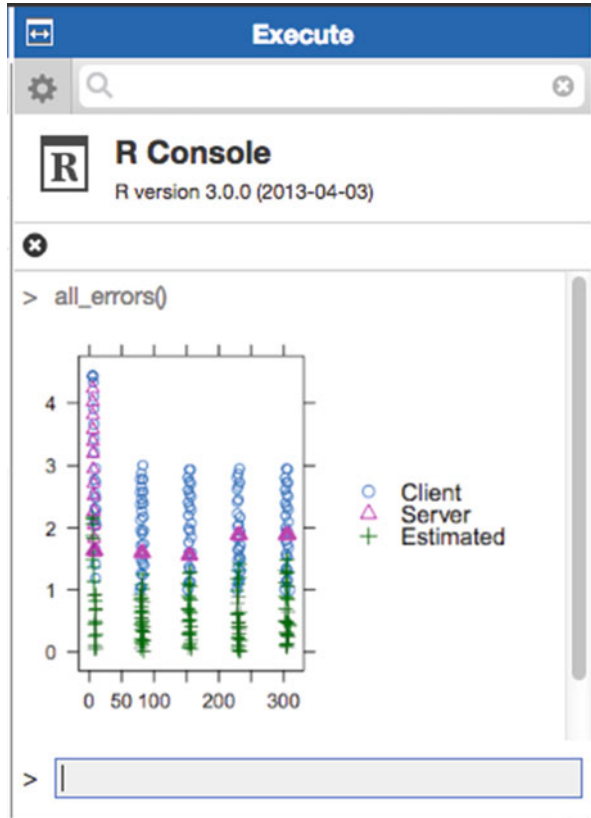 Execute
R
R Console
R version 3.0.0 (2013-04-03)
> all_errors()
4
3
2
1
0
0 50 100 200 300
Client
Server
Estimated
>